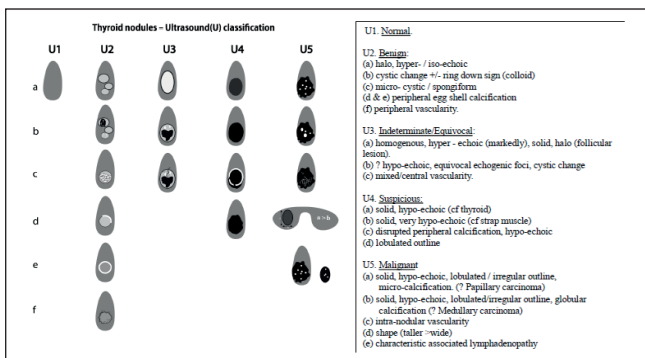 Thyroid nodules – Ultrasound(U) classification
U1 U2 U3 U4 U5
a
b
c
d
a > b
e
f
U1. Normal.
U2. Benign:
(a) halo, hyper- / iso-echoic
(b) cystic change +/- ring down sign (colloid)
(c) micro- cystic / spongiform
(d & e) peripheral egg shell calcification
(f) peripheral vascularity.
U3. Indeterminate/Equivocal:
(a) homogenous, hyper - echoic (markedly), solid, halo (follicular
lesion).
(b) ? hypo-echoic, equivocal echogenic foci, cystic change
(c) mixed/central vascularity.
U4. Suspicious:
(a) solid, hypo-echoic (cf thyroid)
(b) solid, very hypo-echoic (cf strap muscle)
(c) disrupted peripheral calcification, hypo-echoic
(d) lobulated outline
U5. Malignant
(a) solid, hypo-echoic, lobulated / irregular outline,
micro-calcification. (? Papillary carcinoma)
(b) solid, hypo-echoic, lobulated/irregular outline, globular
calcification (? Medullary carcinoma)
(c) intra-nodular vascularity
(d) shape (taller >wide)
(e) characteristic associated lymphadenopathy